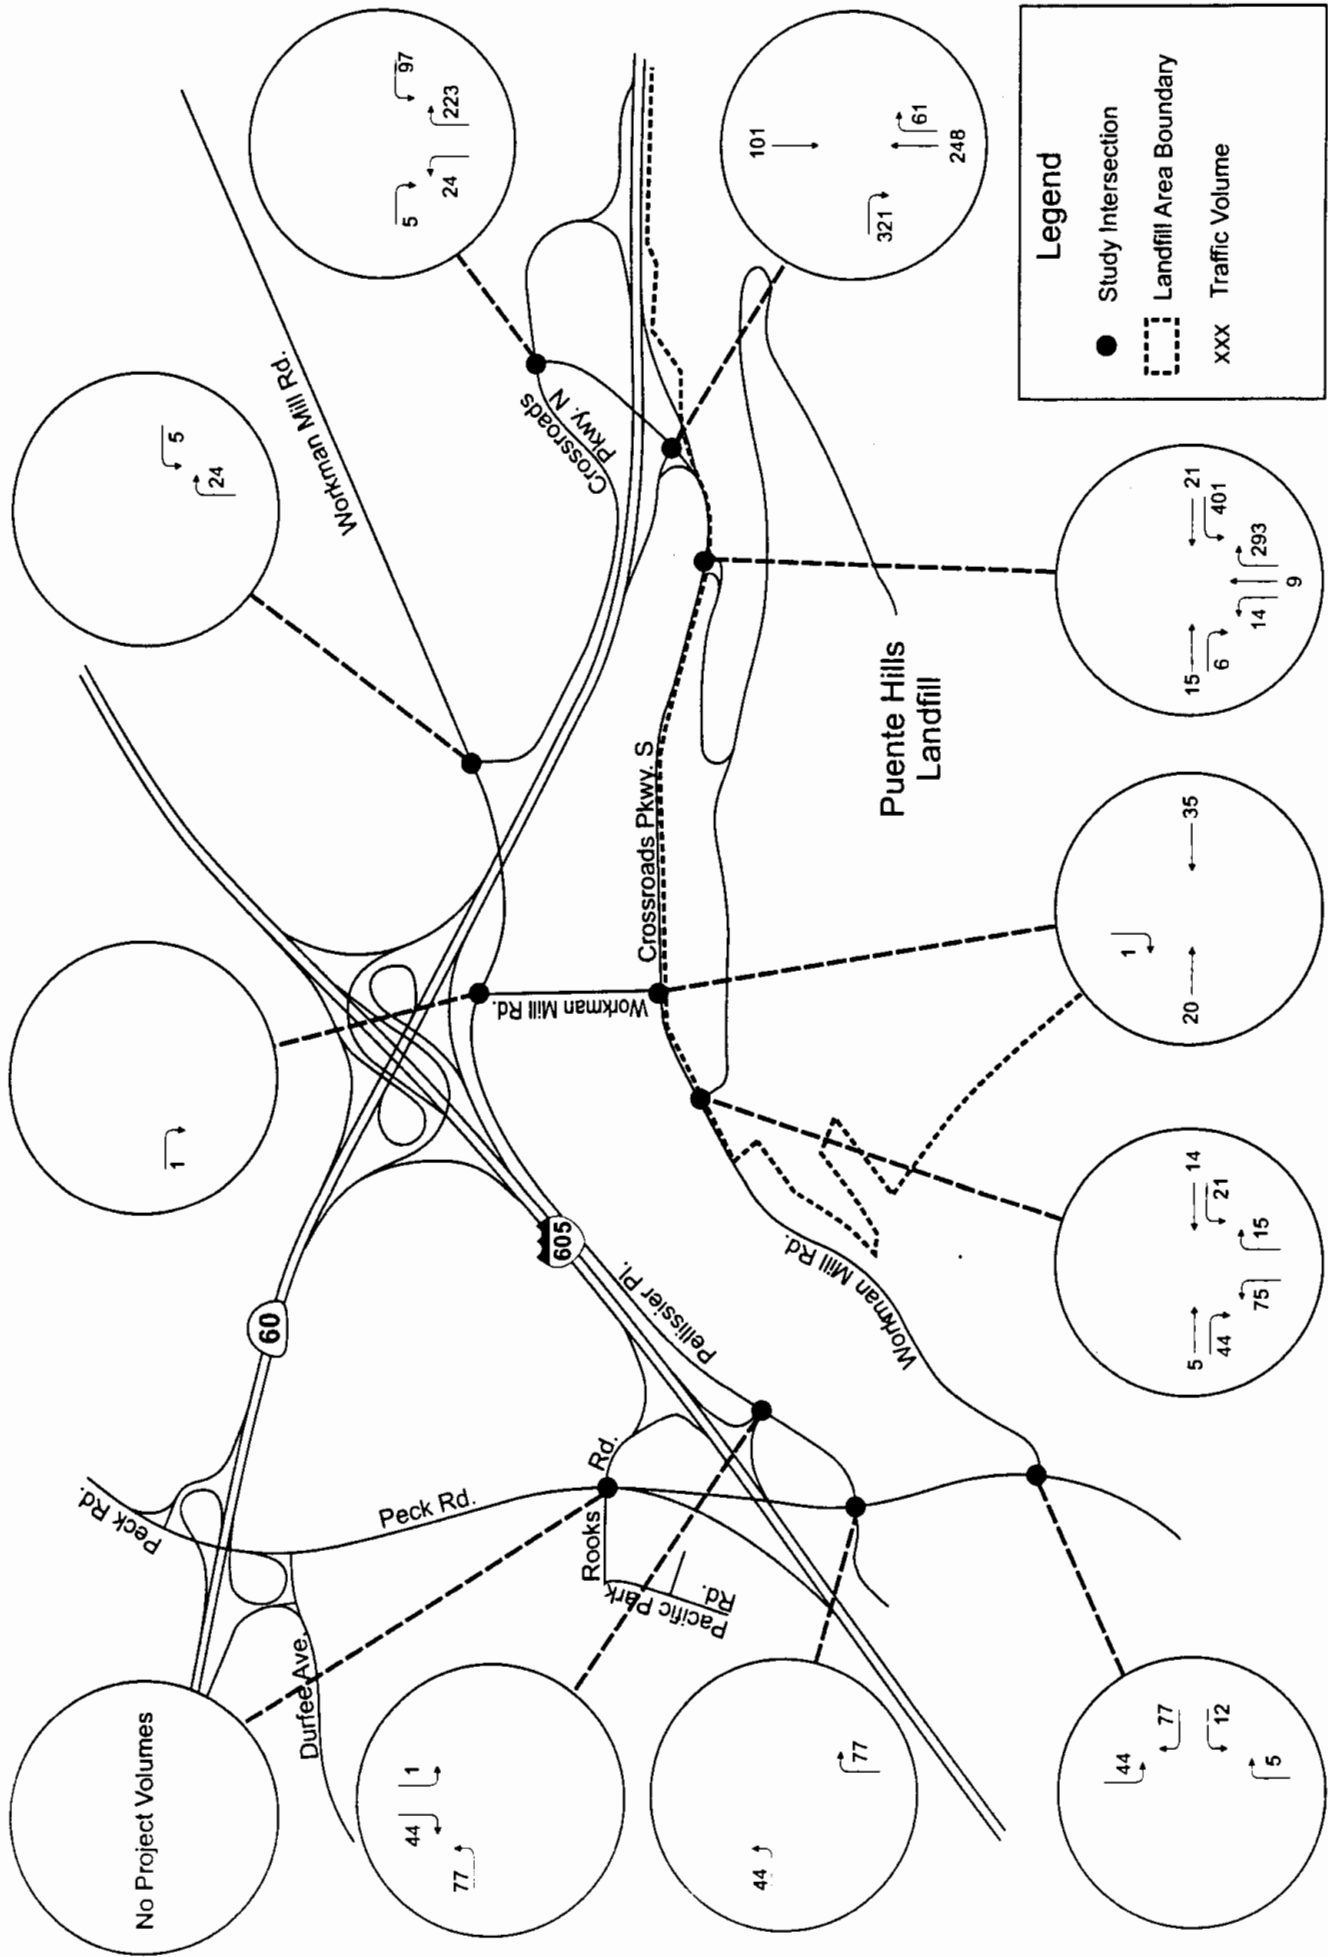 97
223
5
24
Workman Mill Rd.
5
24
Crossroads
Pkwy. N
101
61
248
321
Legend
Study Intersection
Landfill Area Boundary
xxx Traffic Volume
1
60
605
Workman Mill Rd.
Crossroads Pkwy. S
Puente Hills
Landfill
21
401
293
9
14
15
6
35
1
20
14
21
15
75
5
44
Pellissier Pl.
Workman Mill Rd.
Peck Rd.
Peck Rd.
Rooks
Rd.
Pacific Park
Rd.
Durfee Ave.
No Project Volumes
1
44
77
77
44
77
44
12
5